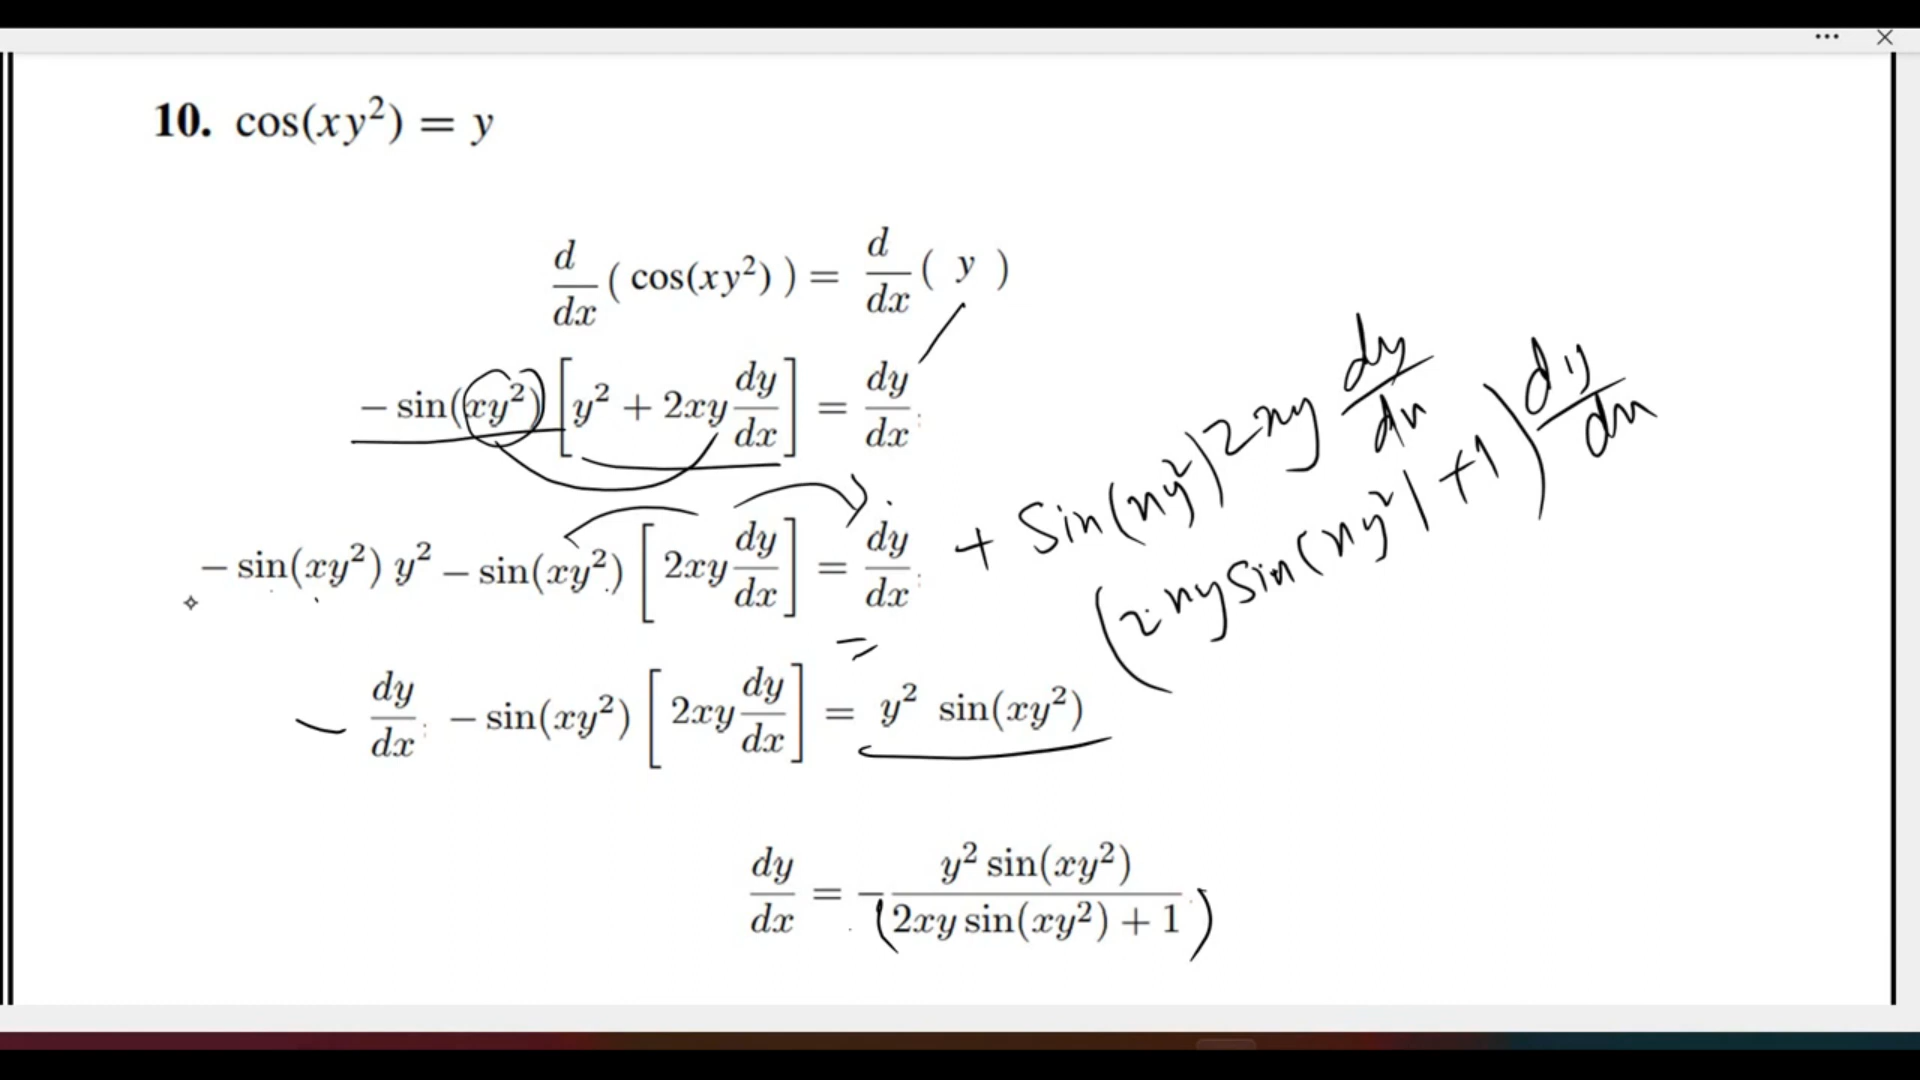 10. cos(xy²) = y
d/dx ( cos(xy²) ) = d/dx ( y )
− sin(xy²) [ y² + 2xy dy/dx ] = dy/dx
− sin(xy²) y² − sin(xy²) [ 2xy dy/dx ] = dy/dx + Sin(xy²) 2xy dy/dx
=
(2xy Sin(xy²) + 1) dy/dx
− dy/dx − sin(xy²) [ 2xy dy/dx ] = y² sin(xy²)
dy/dx = − y² sin(xy²) / (2xy sin(xy²) + 1)